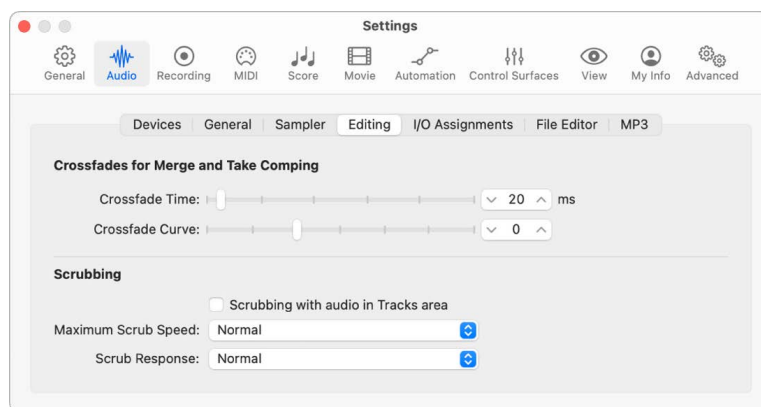 Settings
General Audio Recording MIDI Score Movie Automation Control Surfaces View My Info Advanced
Devices General Sampler Editing I/O Assignments File Editor MP3
Crossfades for Merge and Take Comping
Crossfade Time: 20 ms
Crossfade Curve: 0
Scrubbing
Scrubbing with audio in Tracks area
Maximum Scrub Speed: Normal
Scrub Response: Normal